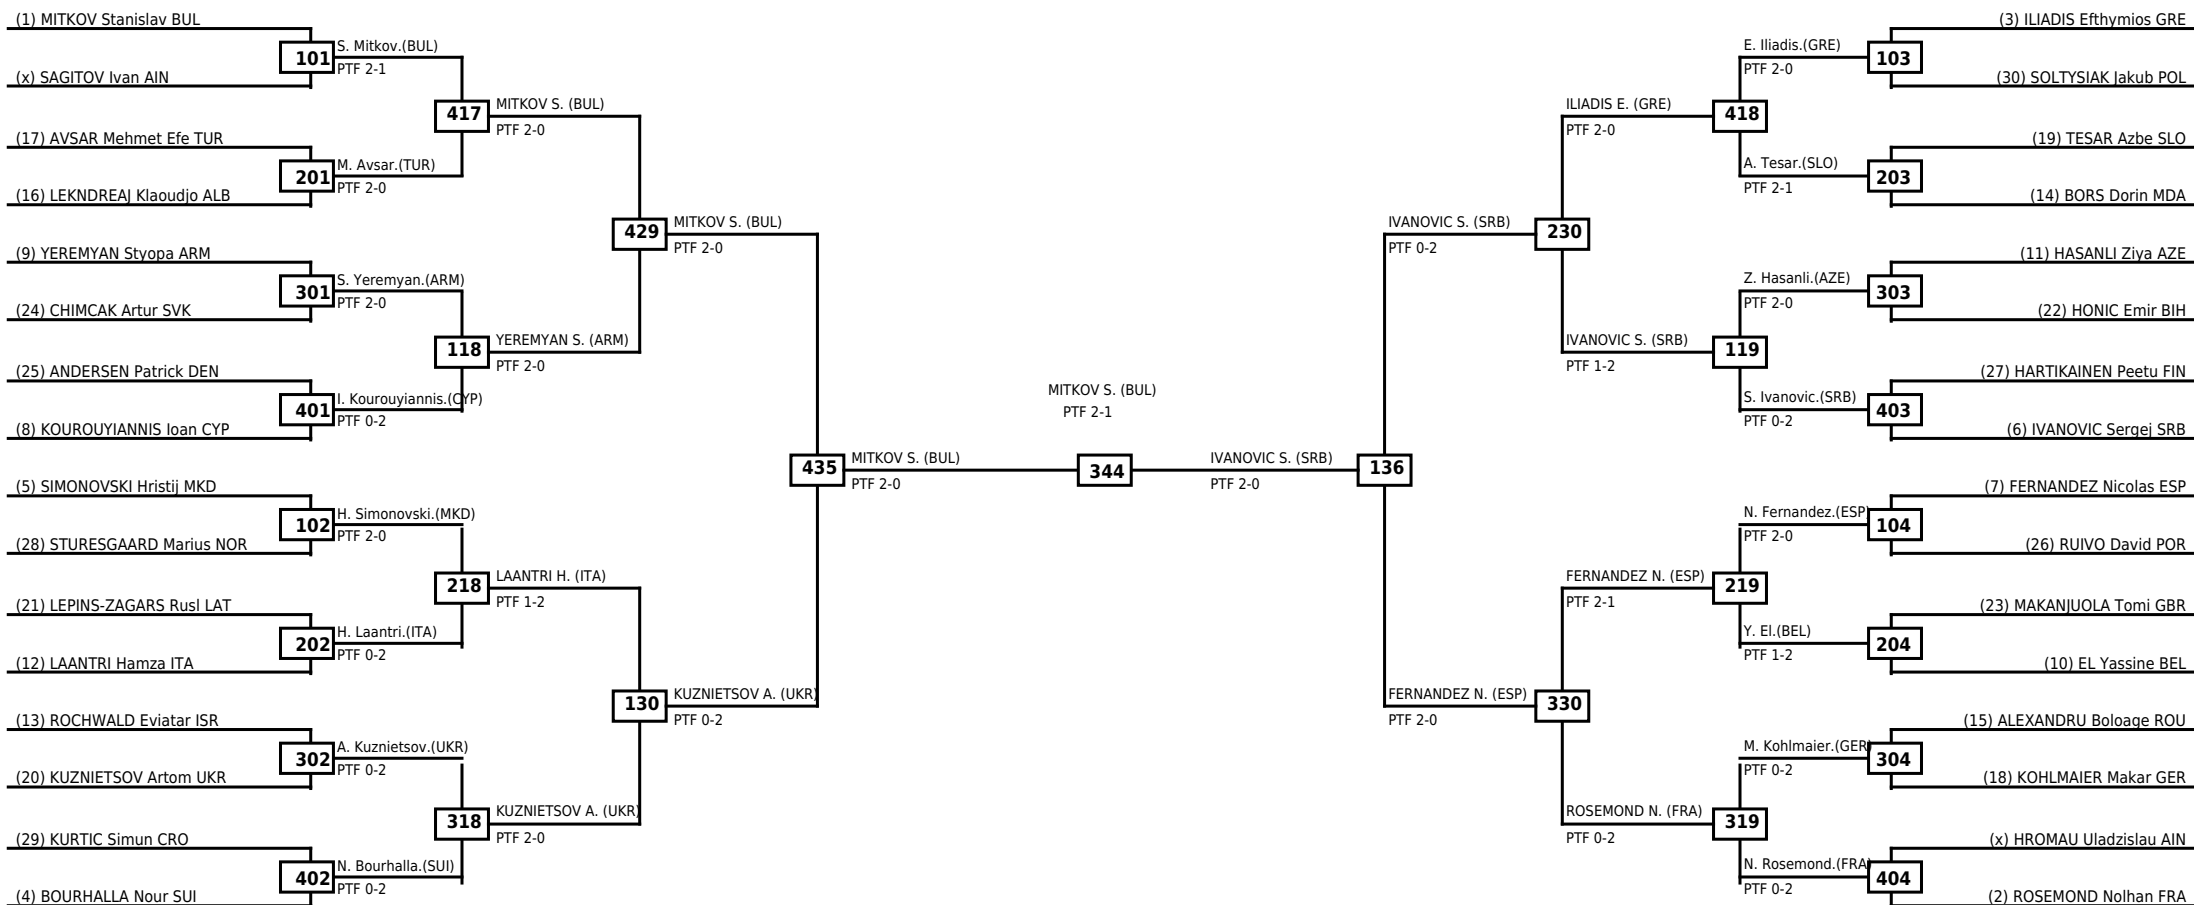 (1) MITKOV Stanislav BUL
(x) SAGITOV Ivan AIN
(17) AVSAR Mehmet Efe TUR
(16) LEKNDREAJ Klaoudjo ALB
(9) YEREMYAN Styopa ARM
(24) CHIMCAK Artur SVK
(25) ANDERSEN Patrick DEN
(8) KOUROUYIANNIS Ioan CYP
(5) SIMONOVSKI Hristij MKD
(28) STURESGAARD Marius NOR
(21) LEPINS-ZAGARS Rusl LAT
(12) LAANTRI Hamza ITA
(13) ROCHWALD Eviatar ISR
(20) KUZNIETSOV Artom UKR
(29) KURTIC Simun CRO
(4) BOURHALLA Nour SUI
101
S. Mitkov.(BUL)
PTF 2-1
201
M. Avsar.(TUR)
PTF 2-0
301
S. Yeremyan.(ARM)
PTF 2-0
401
I. Kourouyiannis.(CYP)
PTF 0-2
102
H. Simonovski.(MKD)
PTF 2-0
202
H. Laantri.(ITA)
PTF 0-2
302
A. Kuznietsov.(UKR)
PTF 0-2
402
N. Bourhalla.(SUI)
PTF 0-2
417
MITKOV S. (BUL)
PTF 2-0
118
YEREMYAN S. (ARM)
PTF 2-0
218
LAANTRI H. (ITA)
PTF 1-2
318
KUZNIETSOV A. (UKR)
PTF 2-0
429
MITKOV S. (BUL)
PTF 2-0
130
KUZNIETSOV A. (UKR)
PTF 0-2
435
MITKOV S. (BUL)
PTF 2-0
MITKOV S. (BUL)
PTF 2-1
344
IVANOVIC S. (SRB)
PTF 2-0
136
IVANOVIC S. (SRB)
PTF 0-2
230
FERNANDEZ N. (ESP)
PTF 2-0
330
ILIADIS E. (GRE)
PTF 2-0
418
IVANOVIC S. (SRB)
PTF 1-2
119
FERNANDEZ N. (ESP)
PTF 2-1
219
ROSEMOND N. (FRA)
PTF 0-2
319
E. Iliadis.(GRE)
PTF 2-0
103
A. Tesar.(SLO)
PTF 2-1
203
Z. Hasanli.(AZE)
PTF 2-0
303
S. Ivanovic.(SRB)
PTF 0-2
403
N. Fernandez.(ESP)
PTF 2-0
104
Y. El.(BEL)
PTF 1-2
204
M. Kohlmaier.(GER)
PTF 0-2
304
N. Rosemond.(FRA)
PTF 0-2
404
(3) ILIADIS Efthymios GRE
(30) SOLTYSIAK Jakub POL
(19) TESAR Azbe SLO
(14) BORS Dorin MDA
(11) HASANLI Ziya AZE
(22) HONIC Emir BIH
(27) HARTIKAINEN Peetu FIN
(6) IVANOVIC Sergej SRB
(7) FERNANDEZ Nicolas ESP
(26) RUIVO David POR
(23) MAKANJUOLA Tomi GBR
(10) EL Yassine BEL
(15) ALEXANDRU Boloage ROU
(18) KOHLMAIER Makar GER
(x) HROMAU Uladzislau AIN
(2) ROSEMOND Nolhan FRA